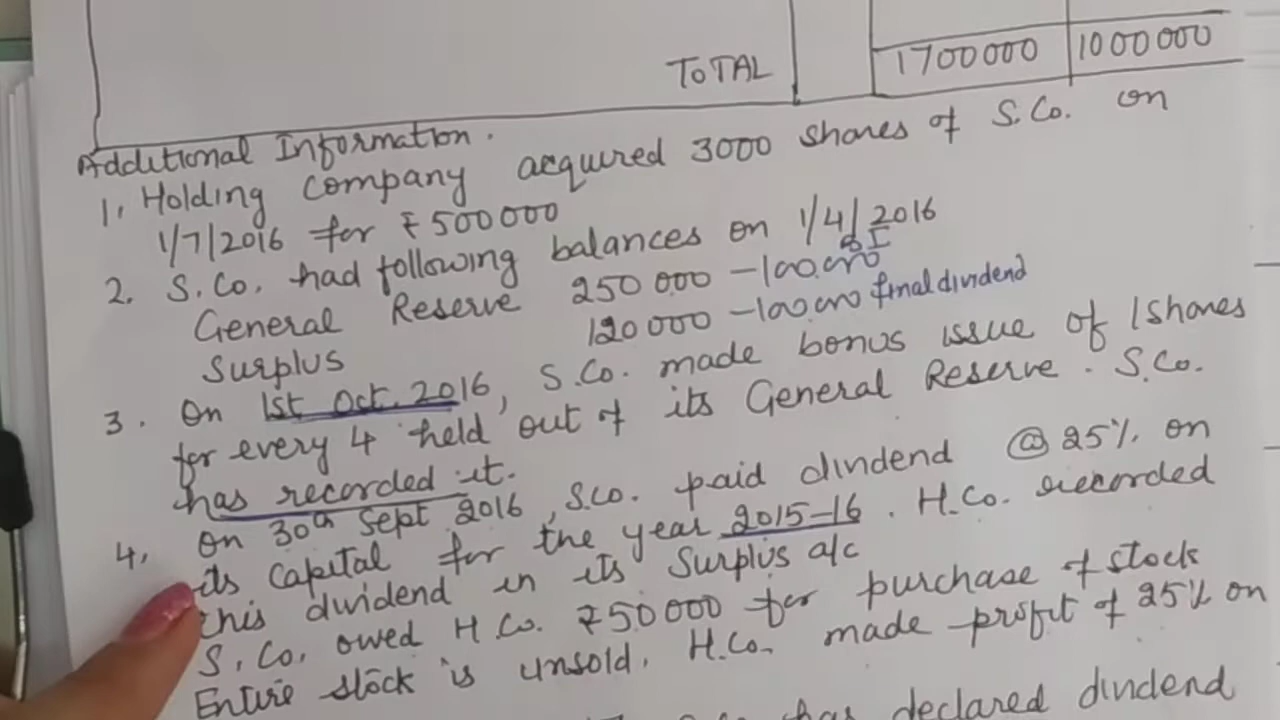 TOTAL 1700000 1000000
Additional Information.
1. Holding Company acquired 3000 shares of S.Co. on
1/7/2016 for ₹500000
2. S.Co. had following balances on 1/4/2016
General Reserve 250000 -100.000 BI
Surplus 120000 -100.000 final dividend
3. On 1st Oct. 2016, S.Co. made bonus issue of 1 shares
for every 4 held out of its General Reserve. S.Co.
has recorded it.
4. On 30th Sept 2016, S.Co. paid dividend @ 25% on
its capital for the year 2015-16. H.Co. recorded
this dividend in its Surplus a/c
S.Co. owed H.Co. ₹50000 for purchase of stock
Entire stock is unsold. H.Co. made profit of 25% on
has declared dividend